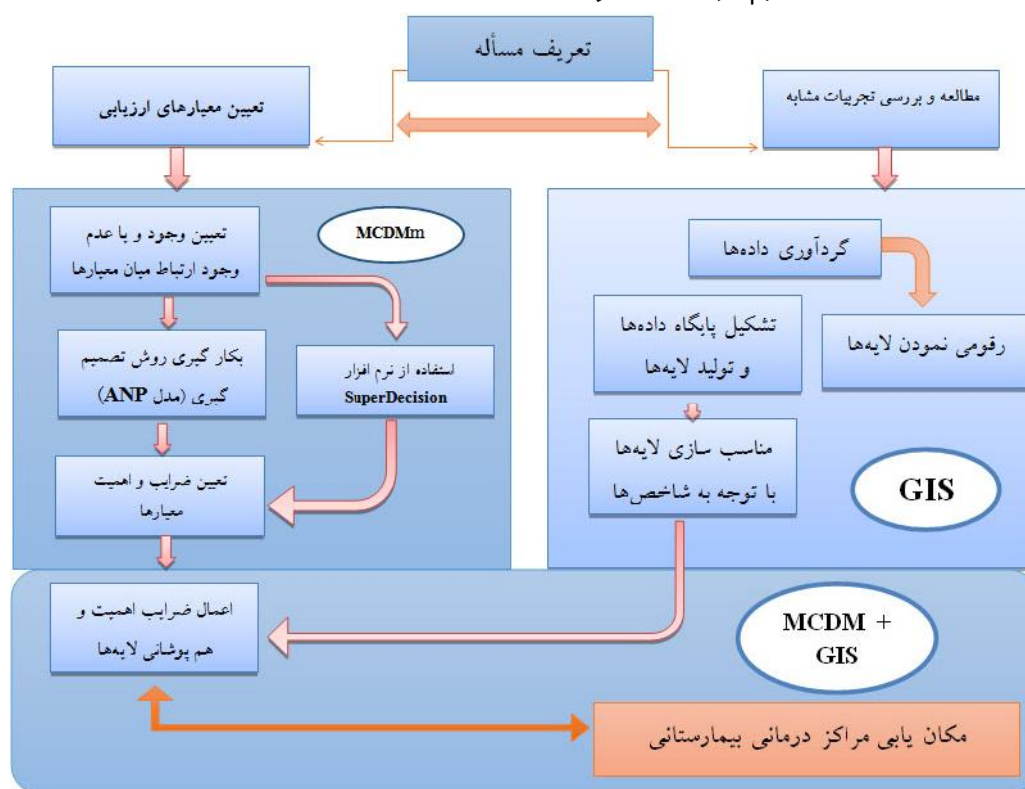 تعریف مسأله
مطالعه و بررسی تجربیات مشابه
تعیین معیارهای ارزیابی
گردآوری داده‌ها
رقومی نمودن لایه‌ها
تشکیل پایگاه داده‌ها
و تولید لایه‌ها
مناسب سازی لایه‌ها
با توجه به شاخص‌ها
GIS
MCDMm
تعیین وجود و یا عدم
وجود ارتباط میان معیارها
بکار گیری روش تصمیم
گیری (مدل ANP)
استفاده از نرم افزار
SuperDecision
تعیین ضرایب و اهمیت
معیارها
اعمال ضرایب اهمیت و
هم پوشانی لایه‌ها
MCDM +
GIS
مکان یابی مراکز درمانی بیمارستانی